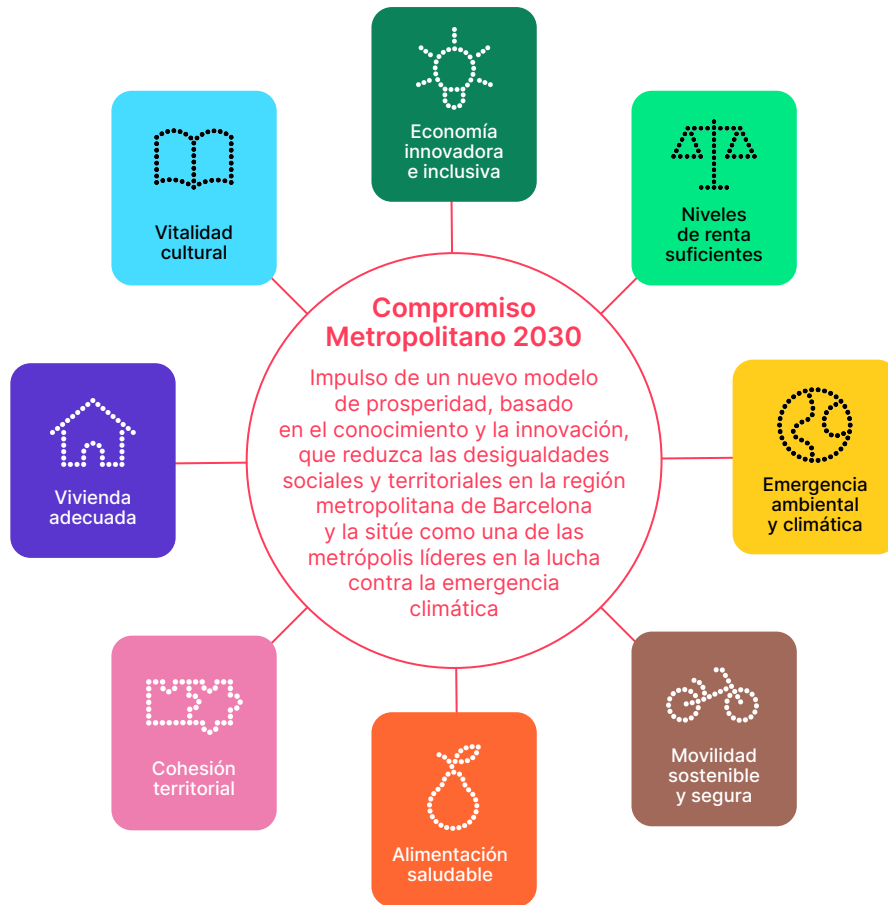 Economía
innovadora
e inclusiva
Niveles
de renta
suficientes
Emergencia
ambiental
y climática
Movilidad
sostenible
y segura
Alimentación
saludable
Cohesión
territorial
Vivienda
adecuada
Vitalidad
cultural
Compromiso
Metropolitano 2030
Impulso de un nuevo modelo
de prosperidad, basado
en el conocimiento y la innovación,
que reduzca las desigualdades
sociales y territoriales en la región
metropolitana de Barcelona
y la sitúe como una de las
metrópolis líderes en la lucha
contra la emergencia
climática